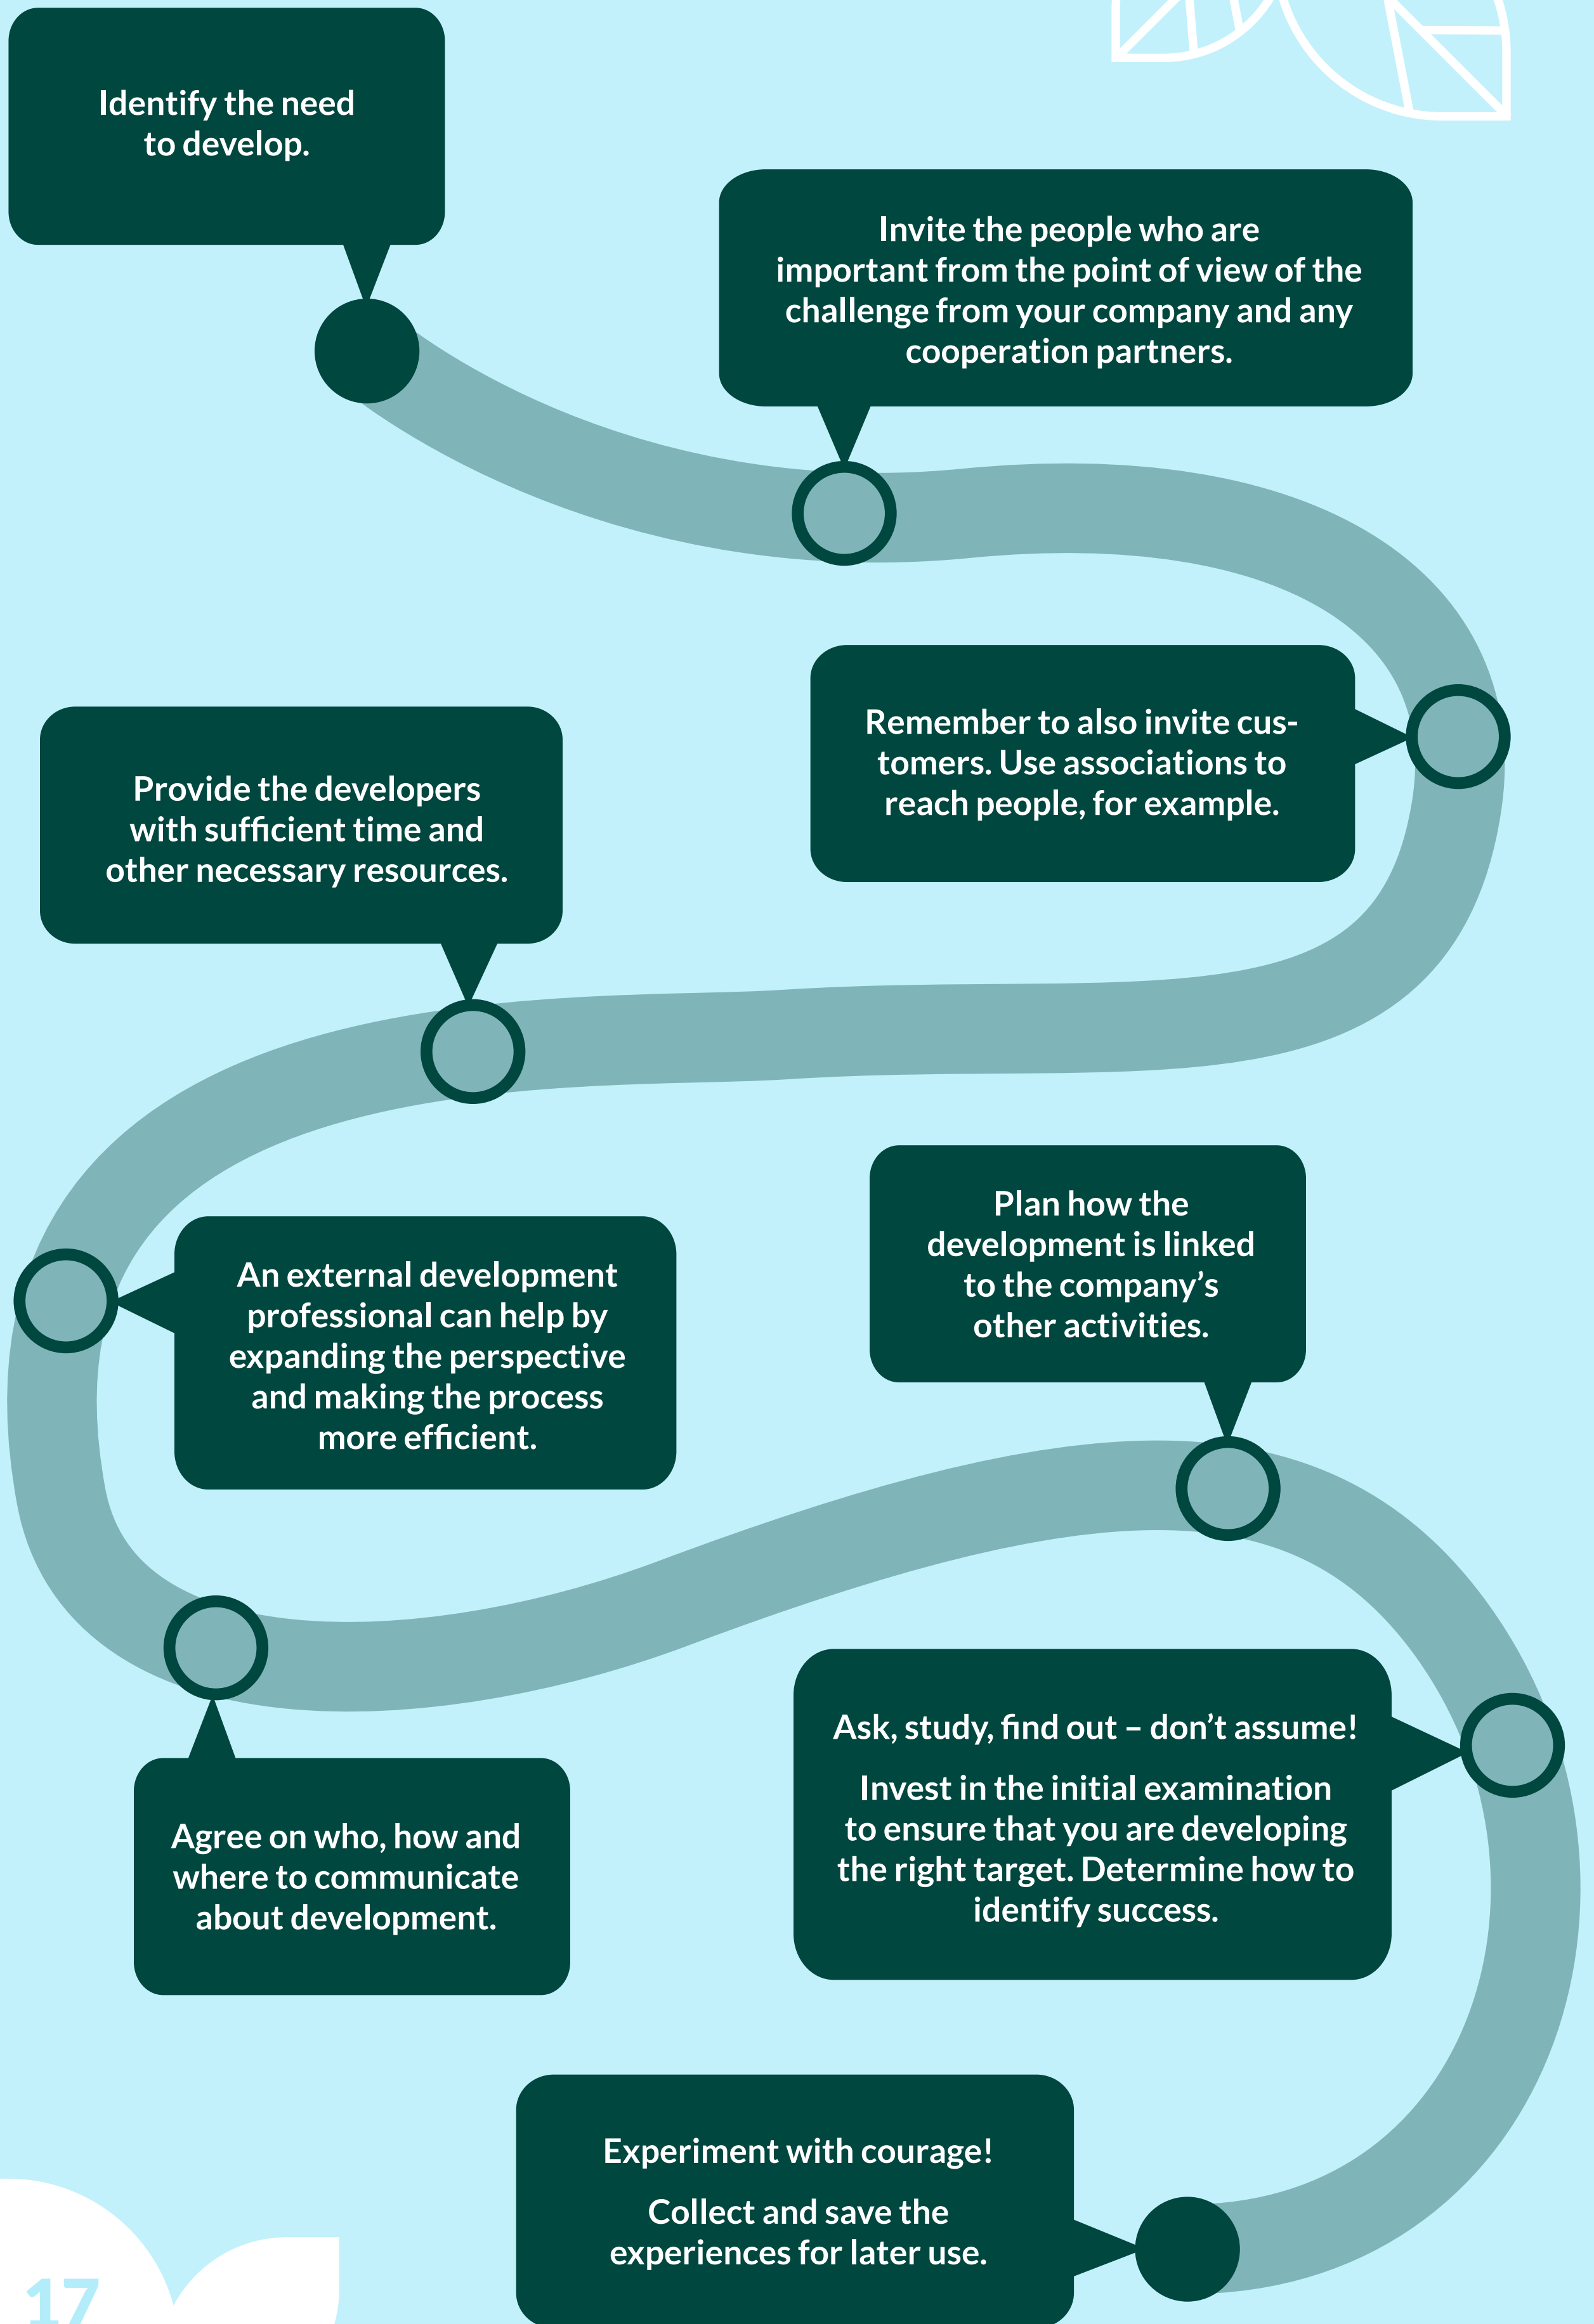 Identify the need
to develop.
Invite the people who are
important from the point of view of the
challenge from your company and any
cooperation partners.
Remember to also invite cus-
tomers. Use associations to
reach people, for example.
Provide the developers
with sufficient time and
other necessary resources.
An external development
professional can help by
expanding the perspective
and making the process
more efficient.
Agree on who, how and
where to communicate
about development.
Plan how the
development is linked
to the company’s
other activities.
Ask, study, find out – don’t assume!
Invest in the initial examination
to ensure that you are developing
the right target. Determine how to
identify success.
Experiment with courage!
Collect and save the
experiences for later use.
17